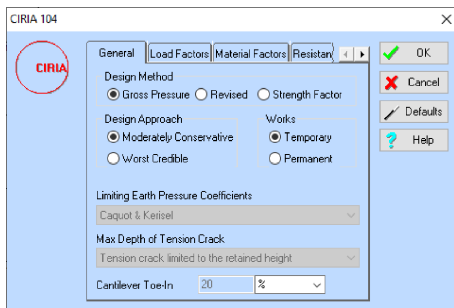 CIRIA 104
CIRIA
General Load Factors Material Factors Resistan
OK
Cancel
Defaults
Help
Design Method
Gross Pressure Revised Strength Factor
Design Approach Works
Moderately Conservative Temporary
Worst Credible Permanent
Limiting Earth Pressure Coefficients
Caquot & Kerisel
Max Depth of Tension Crack
Tension crack limited to the retained height
Cantilever Toe-In 20 %